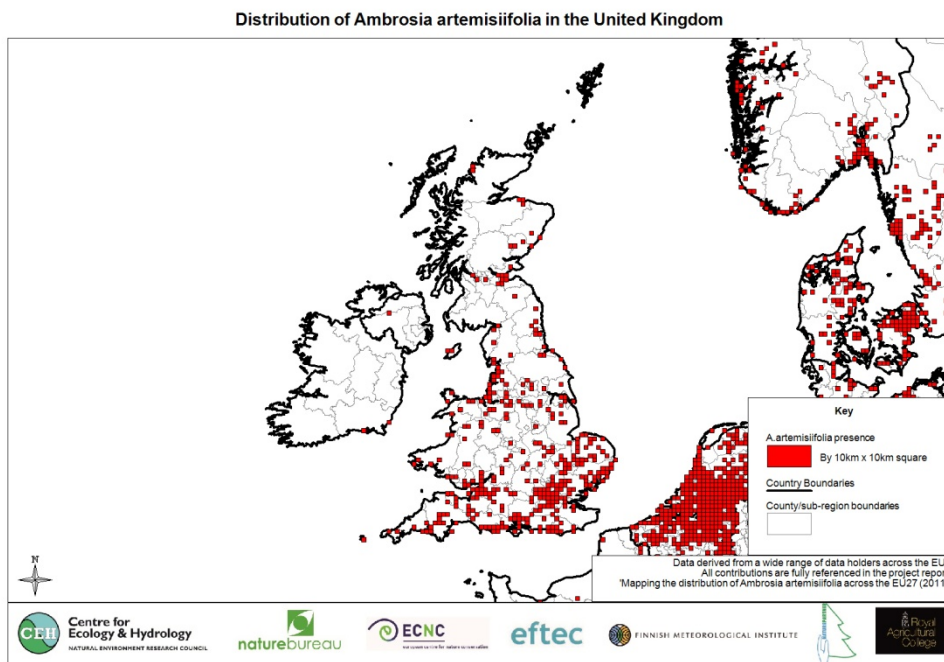 Distribution of Ambrosia artemisiifolia in the United Kingdom
Key
A.artemisiifolia presence
By 10km x 10km square
Country Boundaries
County/sub-region boundaries
Data derived from a wide range of data holders across the EU
All contributions are fully referenced in the project repor
'Mapping the distribution of Ambrosia artemisiifolia across the EU27 (2011
N
CEH
Centre for
Ecology & Hydrology
NATURAL ENVIRONMENT RESEARCH COUNCIL
naturebureau
ECNC
eftec
FINNISH METEOROLOGICAL INSTITUTE
Royal
Agricultural
College